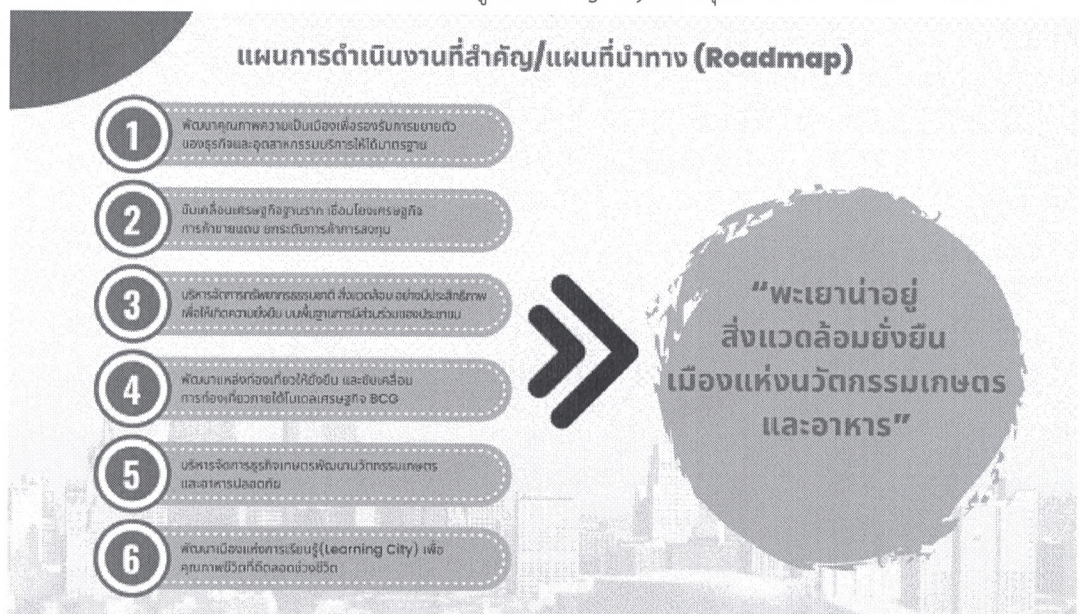 แผนการดำเนินงานที่สำคัญ/แผนที่นำทาง (Roadmap)
1
พัฒนาคุณภาพความเป็นเมืองเพื่อรองรับการขยายตัว
ของธุรกิจและอุตสาหกรรมบริการให้ได้มาตรฐาน
2
ขับเคลื่อนเศรษฐกิจฐานราก เชื่อมโยงเศรษฐกิจ
การค้าชายแดน ยกระดับการค้าการลงทุน
3
บริหารจัดการทรัพยากรธรรมชาติ สิ่งแวดล้อม อย่างมีประสิทธิภาพ
เพื่อให้เกิดความยั่งยืน บนพื้นฐานการมีส่วนร่วมของประชาชน
4
พัฒนาแหล่งท่องเที่ยวให้ยั่งยืน และขับเคลื่อน
การท่องเที่ยวภายใต้โมเดลเศรษฐกิจ BCG
5
บริหารจัดการธุรกิจเกษตรพัฒนานวัตกรรมเกษตร
และอาหารปลอดภัย
6
พัฒนาเมืองแห่งการเรียนรู้(Learning City) เพื่อ
คุณภาพชีวิตที่ดีตลอดช่วงชีวิต
“พะเยาน่าอยู่
สิ่งแวดล้อมยั่งยืน
เมืองแห่งนวัตกรรมเกษตร
และอาหาร”